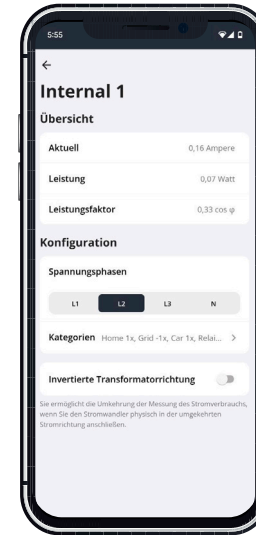 5:55
Internal 1
Übersicht
Aktuell 0,16 Ampere
Leistung 0,07 Watt
Leistungsfaktor 0,33 cos φ
Konfiguration
Spannungsphasen
L1 L2 L3 N
Kategorien Home 1x, Grid -1x, Car 1x, Relai...
Invertierte Transformatorrichtung
Sie ermöglicht die Umkehrung der Messung des Stromverbrauchs,
wenn Sie den Stromwandler physisch in der umgekehrten
Stromrichtung anschließen.